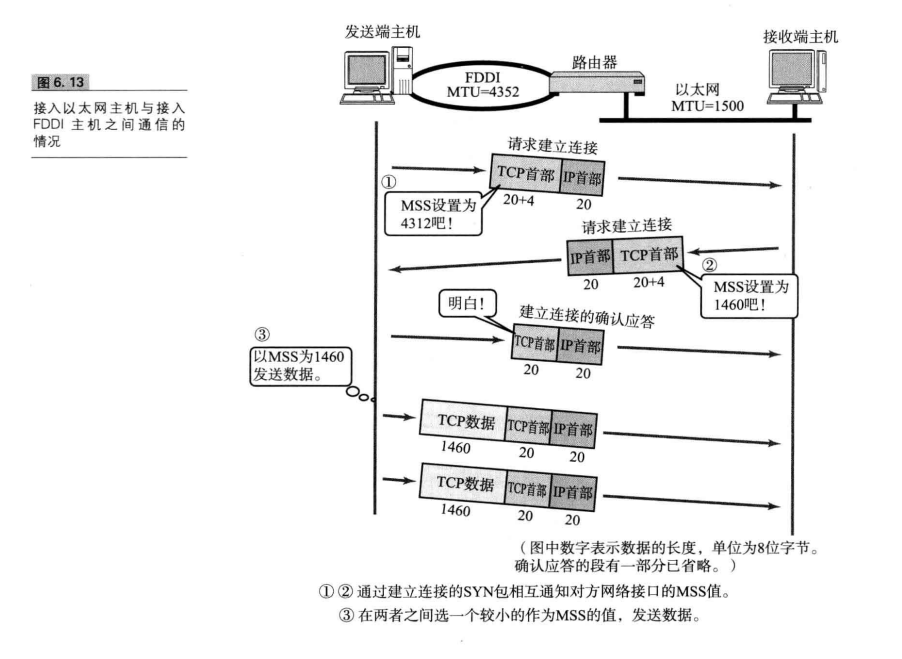 图 6. 13
接入以太网主机与接入
FDDI 主机之间通信的
情况
发送端主机
接收端主机
路由器
FDDI
MTU=4352
以太网
MTU=1500
请求建立连接
TCP首部 IP首部
20+4 20
①
MSS设置为
4312吧！
请求建立连接
IP首部 TCP首部
20 20+4
②
MSS设置为
1460吧！
明白！
建立连接的确认应答
TCP首部 IP首部
20 20
③
以MSS为1460
发送数据。
TCP数据 TCP首部 IP首部
1460 20 20
TCP数据 TCP首部 IP首部
1460 20 20
（图中数字表示数据的长度，单位为8位字节。
确认应答的段有一部分已省略。）
① ② 通过建立连接的SYN包相互通知对方网络接口的MSS值。
③ 在两者之间选一个较小的作为MSS的值，发送数据。